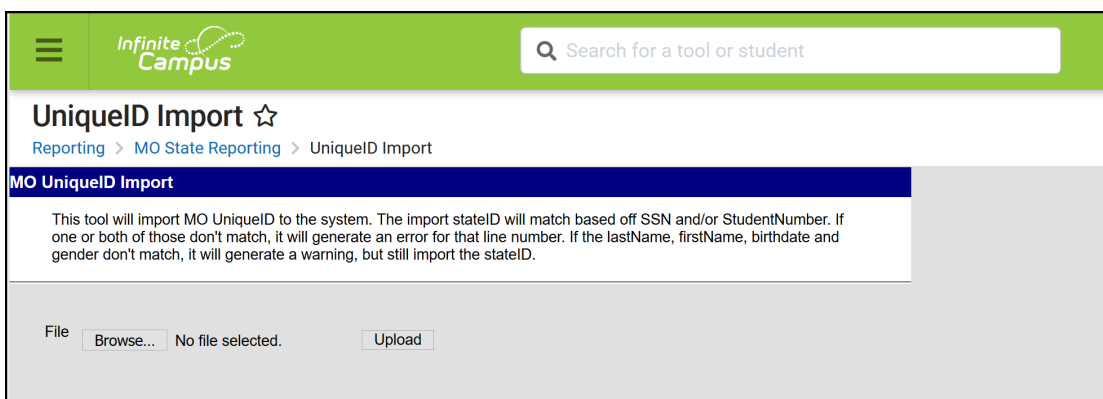 Infinite
Campus
Search for a tool or student
UniqueID Import
Reporting > MO State Reporting > UniqueID Import
MO UniqueID Import
This tool will import MO UniqueID to the system. The import stateID will match based off SSN and/or StudentNumber. If
one or both of those don't match, it will generate an error for that line number. If the lastName, firstName, birthdate and
gender don't match, it will generate a warning, but still import the stateID.
File Browse... No file selected. Upload